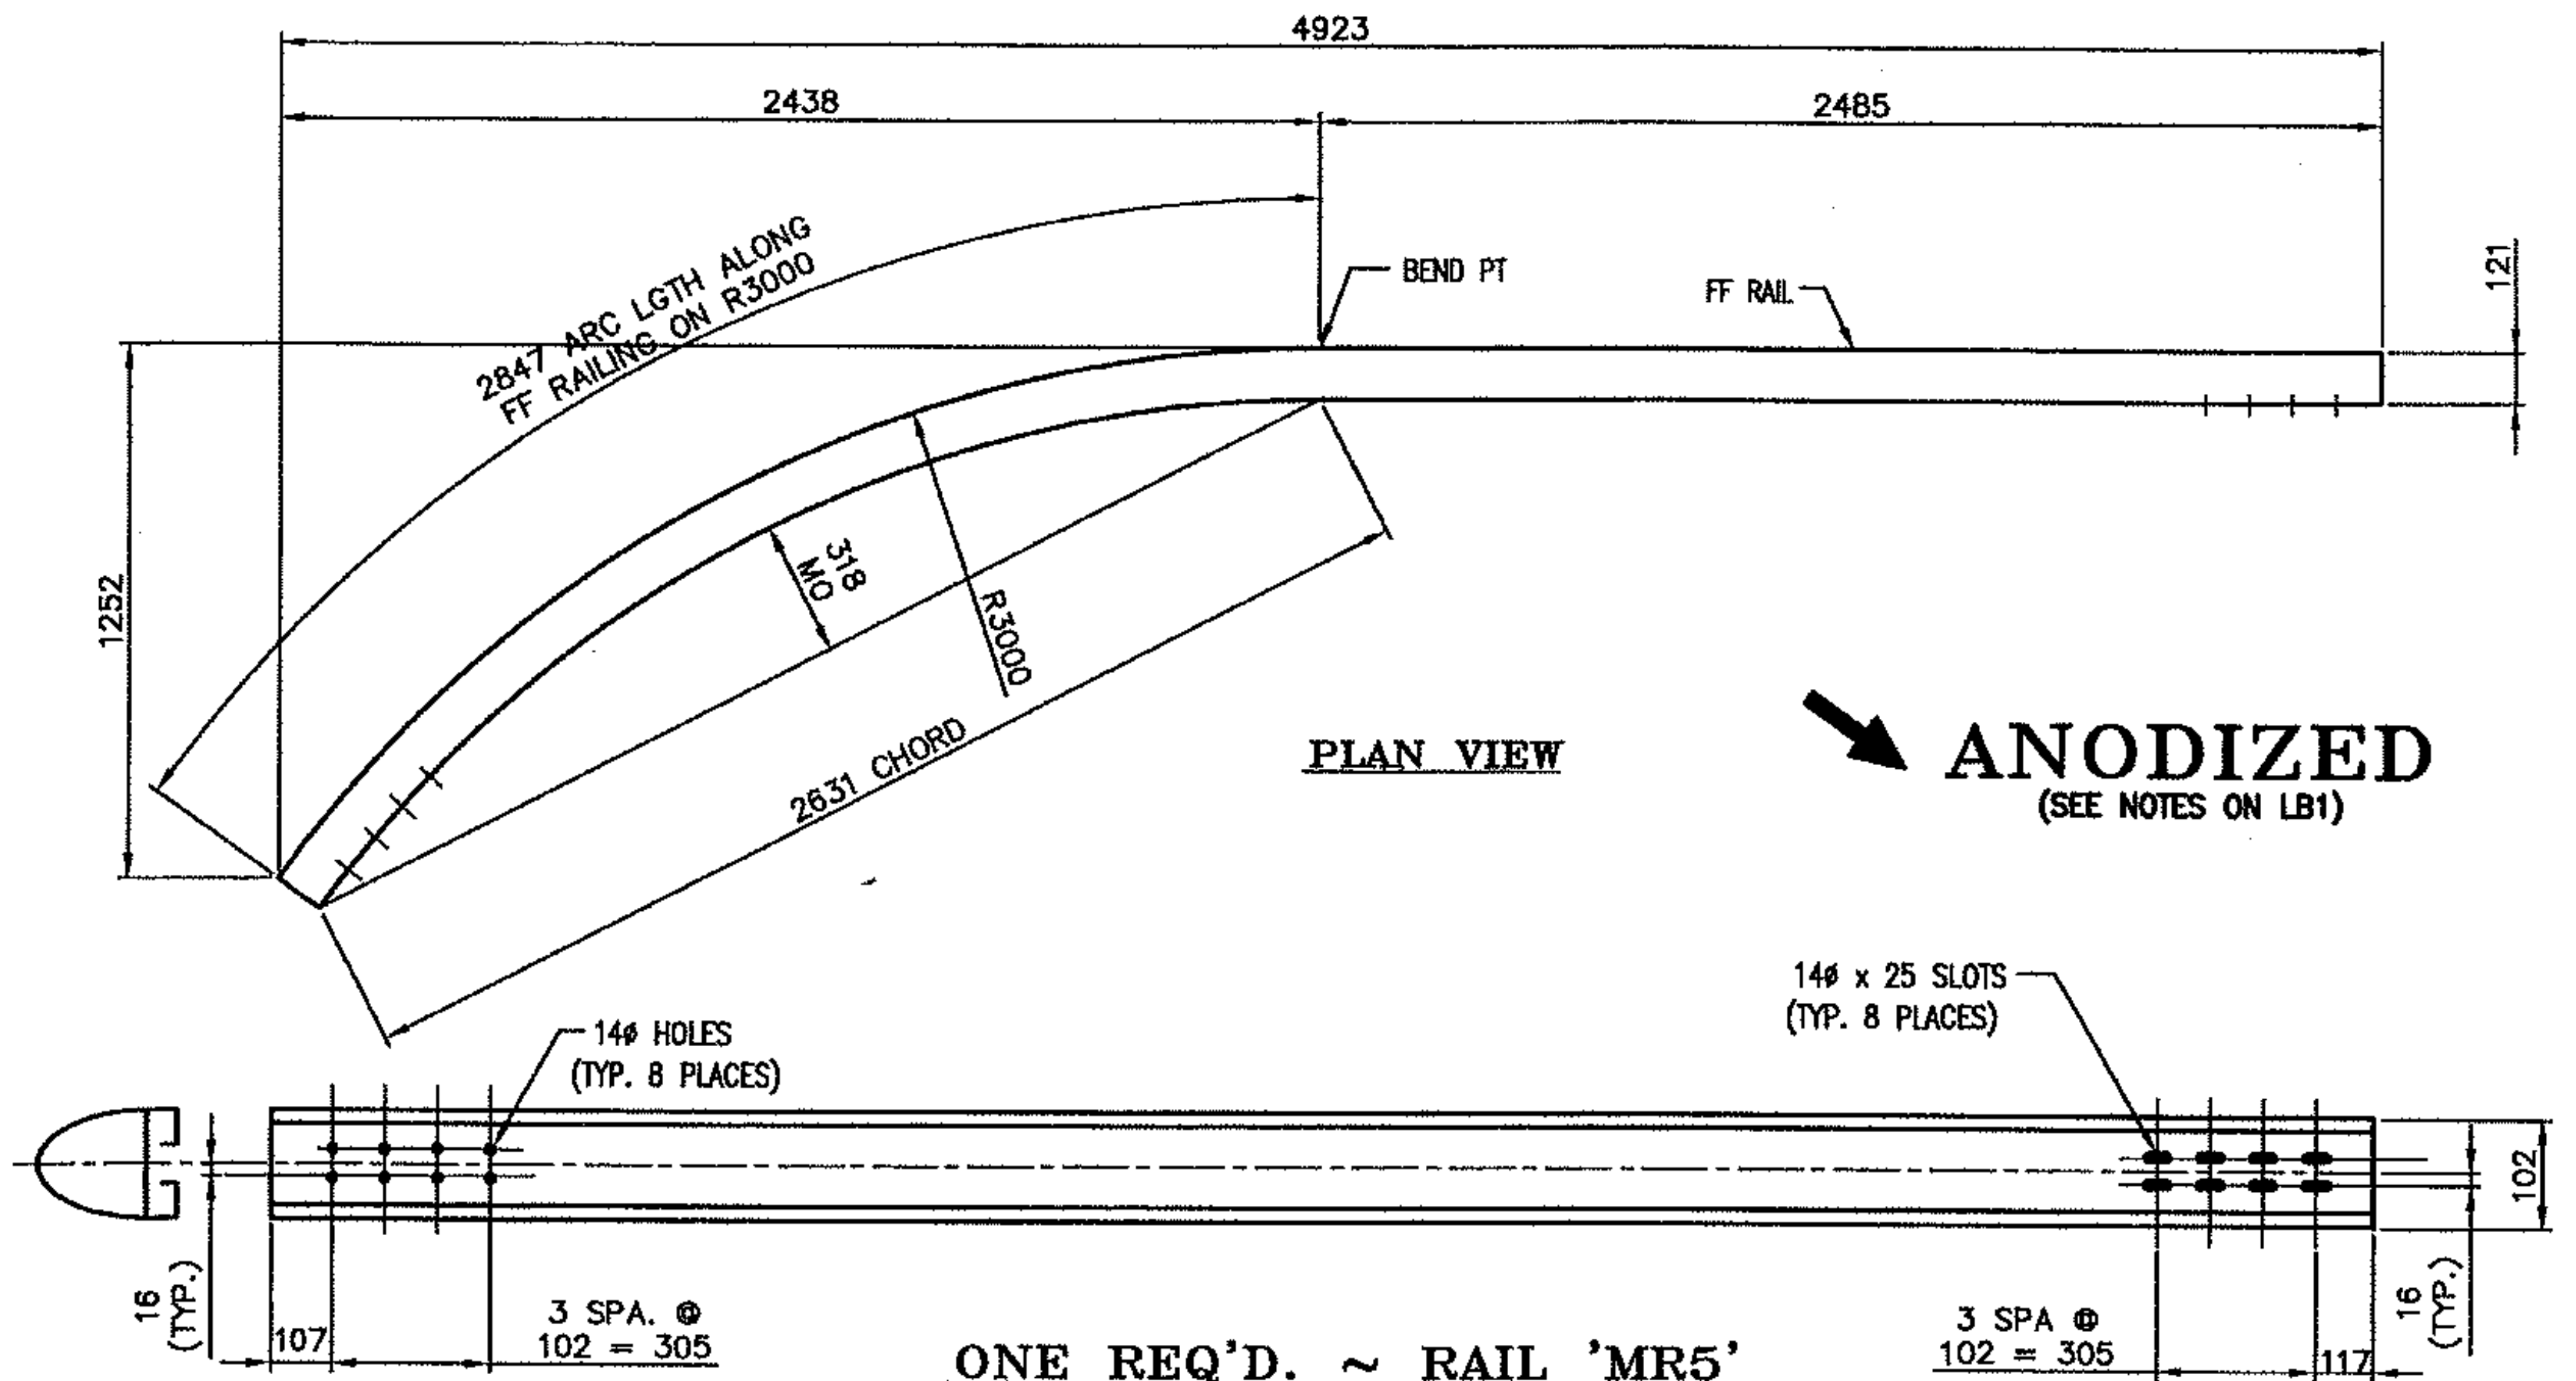 4923
2438
2485
2847 ARC LGTH ALONG
FF RAILING ON R3000
BEND PT
FF RAIL
121
1252
318
MO
R3000
2631 CHORD
PLAN VIEW
ANODIZED
(SEE NOTES ON LB1)
14ø x 25 SLOTS
(TYP. 8 PLACES)
14ø HOLES
(TYP. 8 PLACES)
102
16
(TYP.)
107
3 SPA. @
102 = 305
ONE REQ'D. ~ RAIL 'MR5'
3 SPA @
102 = 305
117
16
(TYP.)